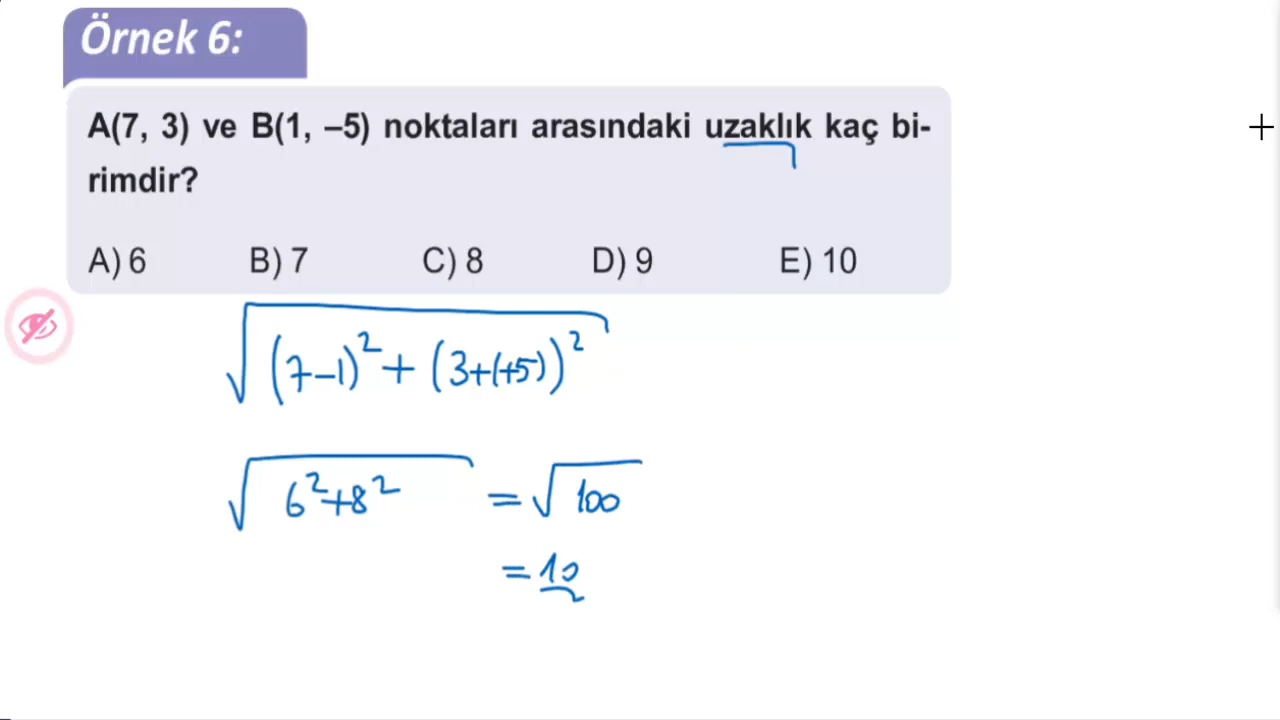 Örnek 6:
A(7, 3) ve B(1, –5) noktaları arasındaki uzaklık kaç bi-
rimdir?
A) 6 B) 7 C) 8 D) 9 E) 10
√(7-1)² + (3+(+5))²
√6²+8² = √100
= 10